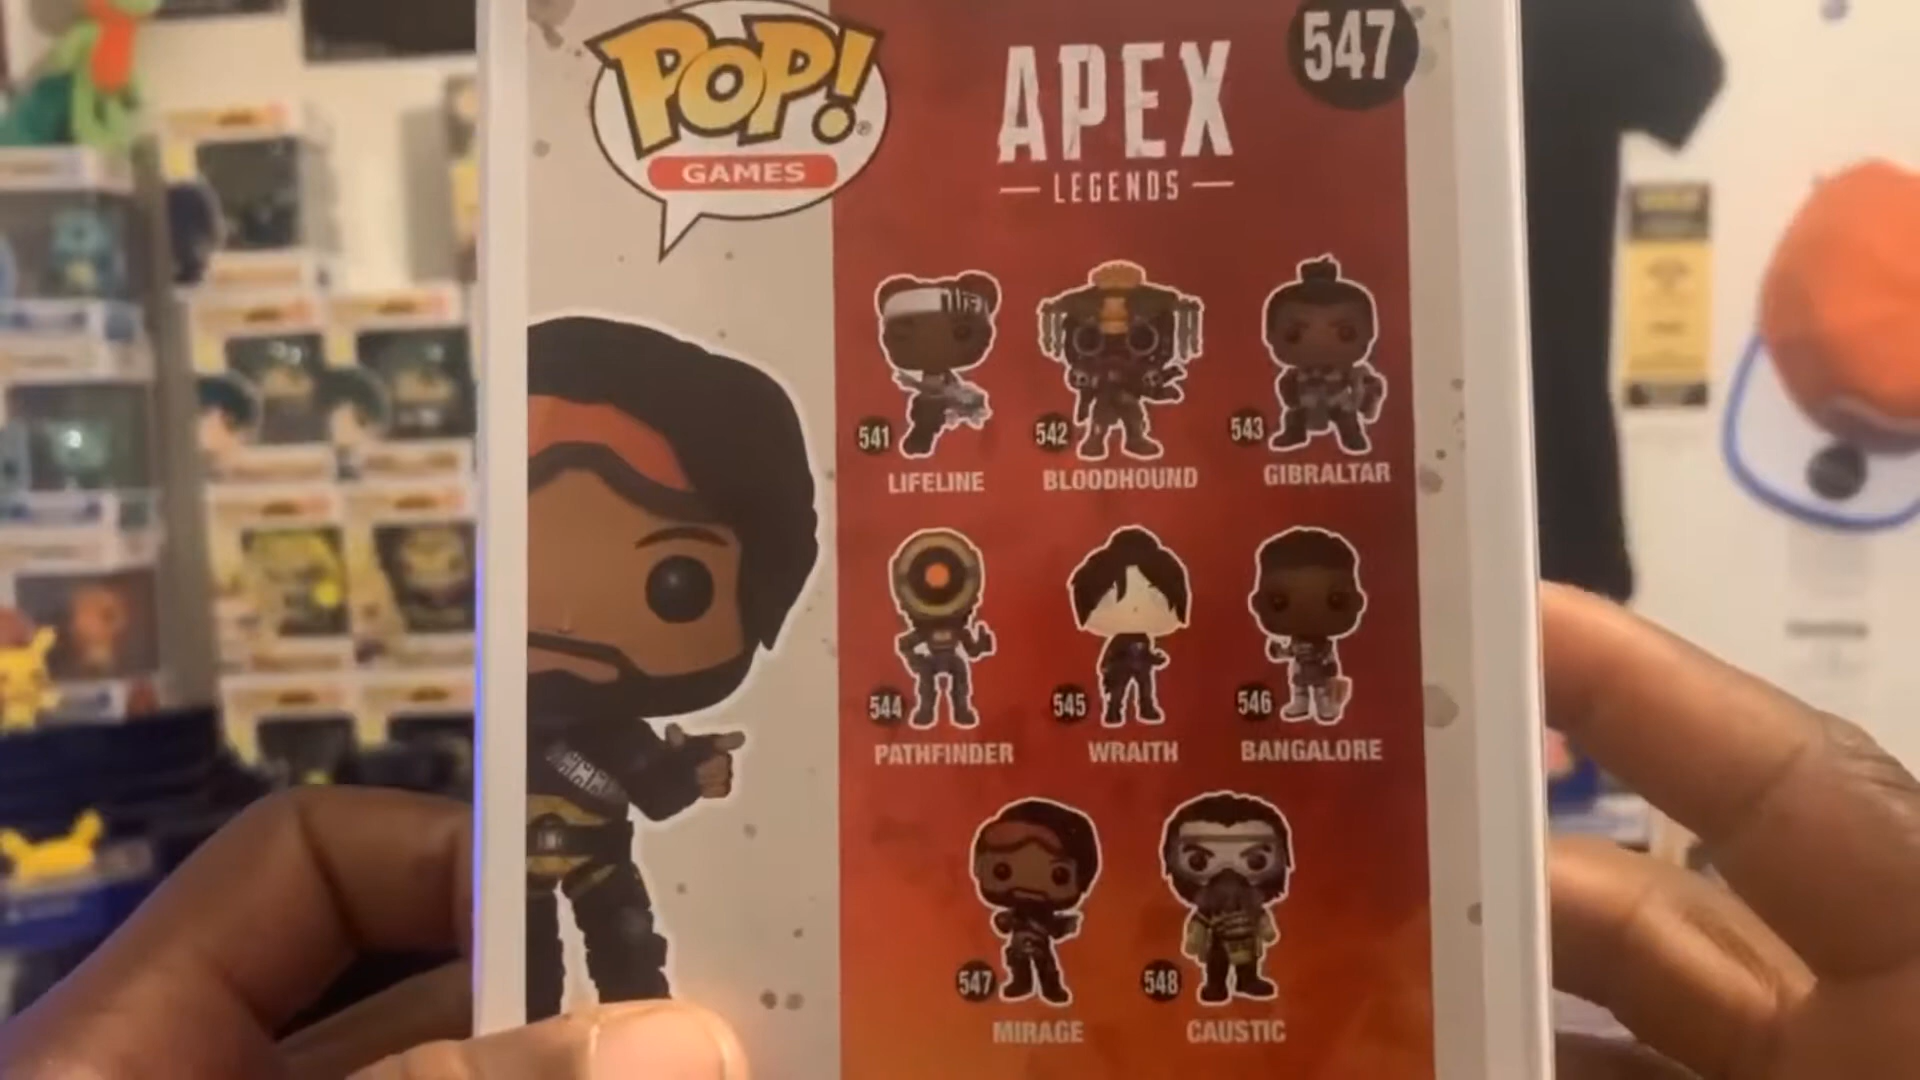 POP!
GAMES
APEX
LEGENDS
547
541
542
543
LIFELINE
BLOODHOUND
GIBRALTAR
544
545
546
PATHFINDER
WRAITH
BANGALORE
547
548
MIRAGE
CAUSTIC